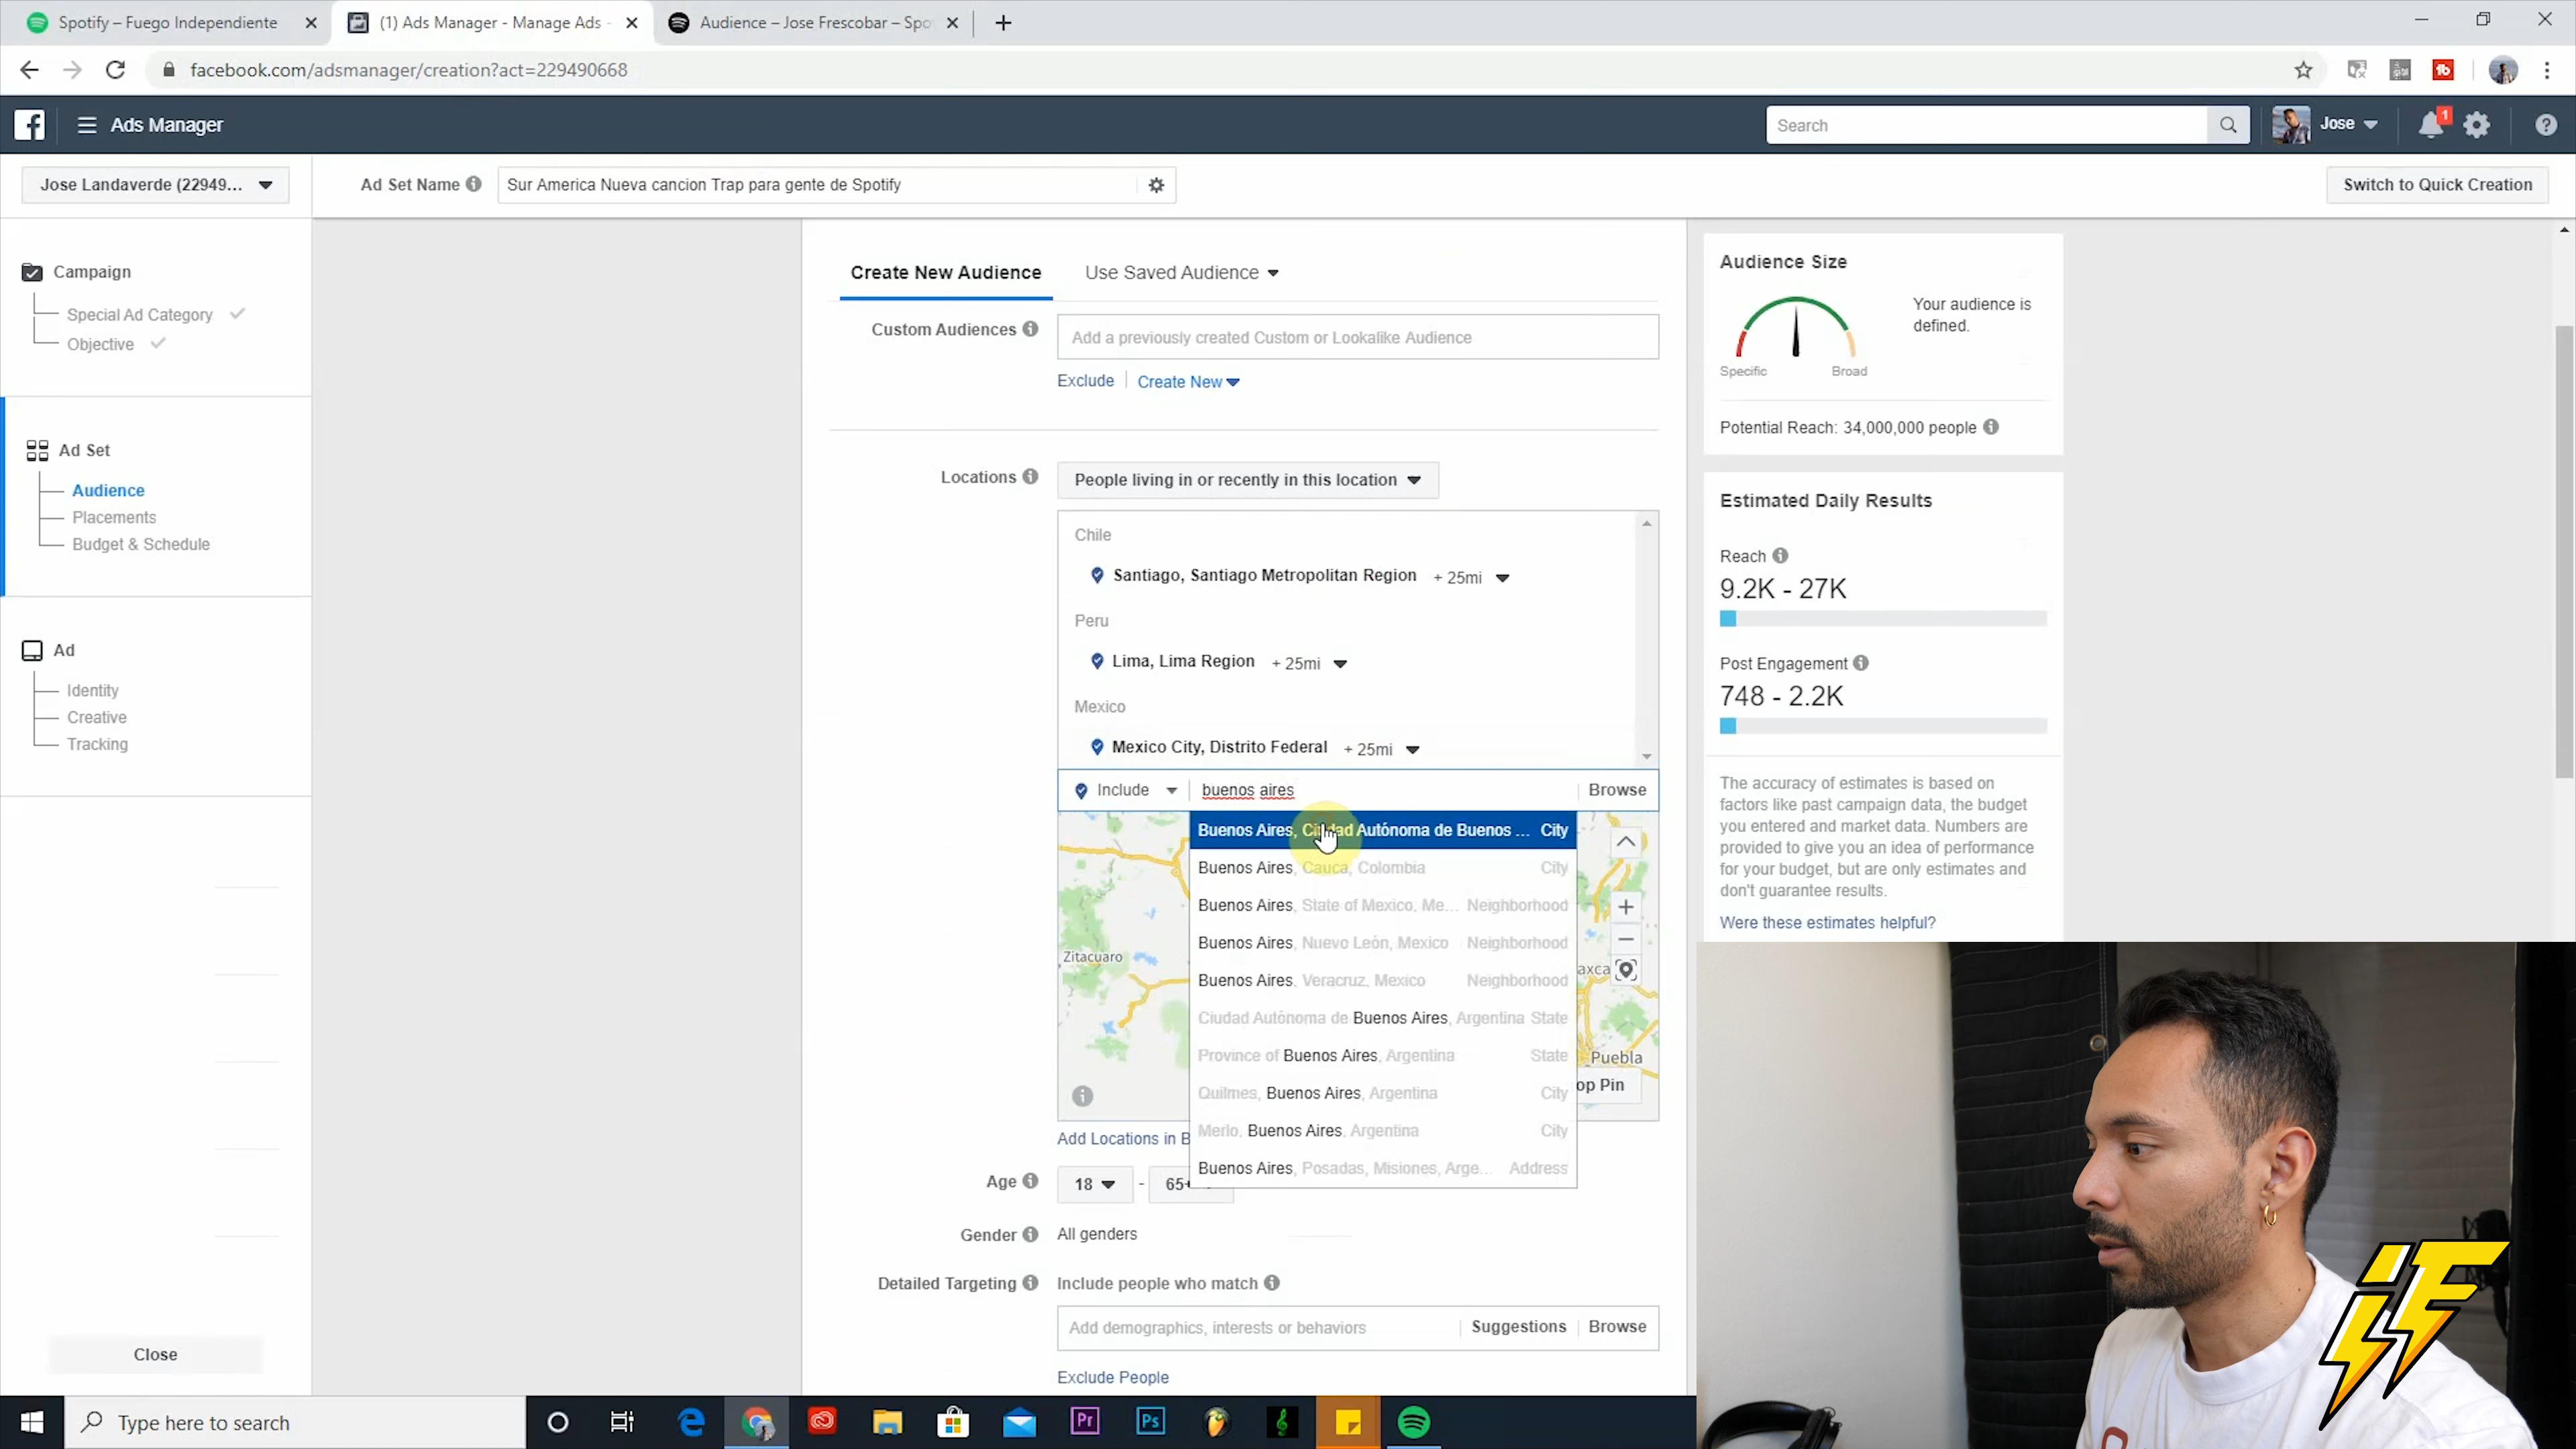 Spotify – Fuego Independiente
(1) Ads Manager - Manage Ads -
Audience – Jose Frescobar – Spo
facebook.com/adsmanager/creation?act=229490668
Ads Manager
Search
Jose
1
Jose Landaverde (22949...
Ad Set Name
Sur America Nueva cancion Trap para gente de Spotify
Switch to Quick Creation
Campaign
Special Ad Category
Objective
Ad Set
Audience
Placements
Budget & Schedule
Ad
Identity
Creative
Tracking
Close
Create New Audience
Use Saved Audience
Custom Audiences
Add a previously created Custom or Lookalike Audience
Exclude
Create New
Locations
People living in or recently in this location
Chile
Santiago, Santiago Metropolitan Region + 25mi
Peru
Lima, Lima Region + 25mi
Mexico
Mexico City, Distrito Federal + 25mi
Include
buenos aires
Browse
Buenos Aires, Ciudad Autónoma de Buenos ... City
Buenos Aires, Cauca, Colombia City
Buenos Aires, State of Mexico, Me... Neighborhood
Buenos Aires, Nuevo León, Mexico Neighborhood
Buenos Aires, Veracruz, Mexico Neighborhood
Ciudad Autónoma de Buenos Aires, Argentina State
Province of Buenos Aires, Argentina State
Quilmes, Buenos Aires, Argentina City
Merlo, Buenos Aires, Argentina City
Buenos Aires, Posadas, Misiones, Arge... Address
Zitacuaro
axca
Puebla
op Pin
Add Locations in B
Age
18 - 65+
Gender
All genders
Detailed Targeting
Include people who match
Add demographics, interests or behaviors
Suggestions
Browse
Exclude People
Audience Size
Your audience is
defined.
Specific
Broad
Potential Reach: 34,000,000 people
Estimated Daily Results
Reach
9.2K - 27K
Post Engagement
748 - 2.2K
The accuracy of estimates is based on
factors like past campaign data, the budget
you entered and market data. Numbers are
provided to give you an idea of performance
for your budget, but are only estimates and
don't guarantee results.
Were these estimates helpful?
iF
Type here to search
Pr
Ps